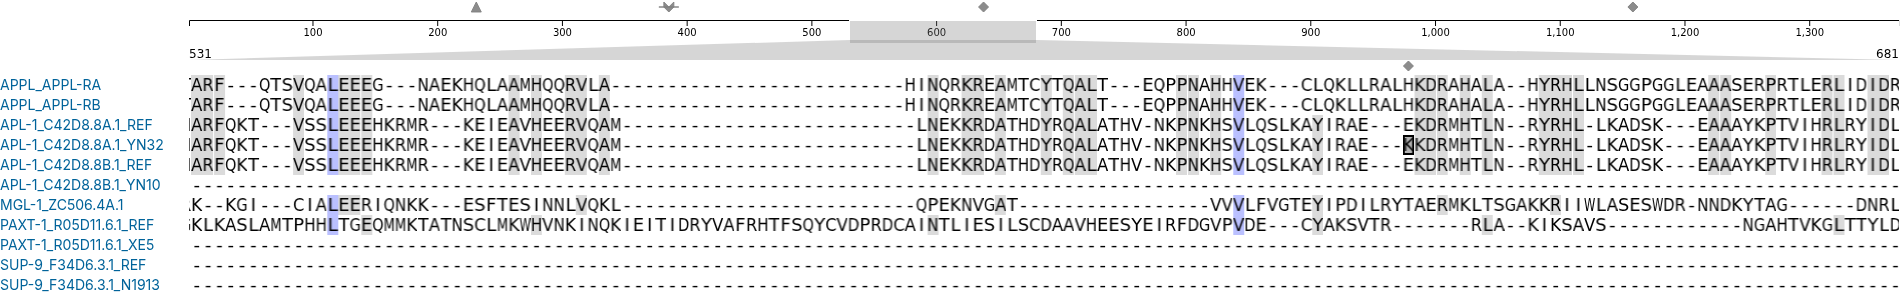 100 200 300 400 500 600 700 800 900 1,000 1,100 1,200 1,300
531 681
APPL_APPL-RA ARF---QTSVQALEEEG---NAEKHQLAAMHQQRVLA--------------------------HINQRKREAMTCYTQALT---EQPPNAHHVEK---CLQKLLRALHKDRAHALA--HYRHLLNSGGPGGLEAAASERPRTLERLIDIDR
APPL_APPL-RB ARF---QTSVQALEEEG---NAEKHQLAAMHQQRVLA--------------------------HINQRKREAMTCYTQALT---EQPPNAHHVEK---CLQKLLRALHKDRAHALA--HYRHLLNSGGPGGLEAAASERPRTLERLIDIDR
APL-1_C42D8.8A.1_REF ARFQKT---VSSLEEEHKRMR---KEIEAVHEERVQAM--------------------------LNEKKRDATHDYRQALATHV-NKPNKHSVLQSLKAYIRAE---EKDRMHTLN--RYRHL-LKADSK---EAAAYKPTVIHRLRYIDL
APL-1_C42D8.8A.1_YN32 ARFQKT---VSSLEEEHKRMR---KEIEAVHEERVQAM--------------------------LNEKKRDATHDYRQALATHV-NKPNKHSVLQSLKAYIRAE---KKDRMHTLN--RYRHL-LKADSK---EAAAYKPTVIHRLRYIDL
APL-1_C42D8.8B.1_REF ARFQKT---VSSLEEEHKRMR---KEIEAVHEERVQAM--------------------------LNEKKRDATHDYRQALATHV-NKPNKHSVLQSLKAYIRAE---EKDRMHTLN--RYRHL-LKADSK---EAAAYKPTVIHRLRYIDL
APL-1_C42D8.8B.1_YN10 -------------------------------------------------------------------------------------------------------------------------------------------------------
MGL-1_ZC506.4A.1 K--KGI---CIALEERIQNKK---ESFTESINNLVQKL--------------------------QPEKNVGAT-----------------VVVLFVGTEYIPDILRYTAERMKLTSGAKKRIIWLASESWDR-NNDKYTAG------DNRL
PAXT-1_R05D11.6.1_REF KLKASLAMTPHHLTGEQMMKTATNSCLMKWHVNKINQKIEITIDRYVAFRHTFSQYCVDPRDCAINTLIESILSCDAAVHEESYEIRFDGVPVDE---CYAKSVTR-------RLA--KIKSAVS------------NGAHTVKGLTTYLD
PAXT-1_R05D11.6.1_XE5 -------------------------------------------------------------------------------------------------------------------------------------------------------
SUP-9_F34D6.3.1_REF -------------------------------------------------------------------------------------------------------------------------------------------------------
SUP-9_F34D6.3.1_N1913 -------------------------------------------------------------------------------------------------------------------------------------------------------